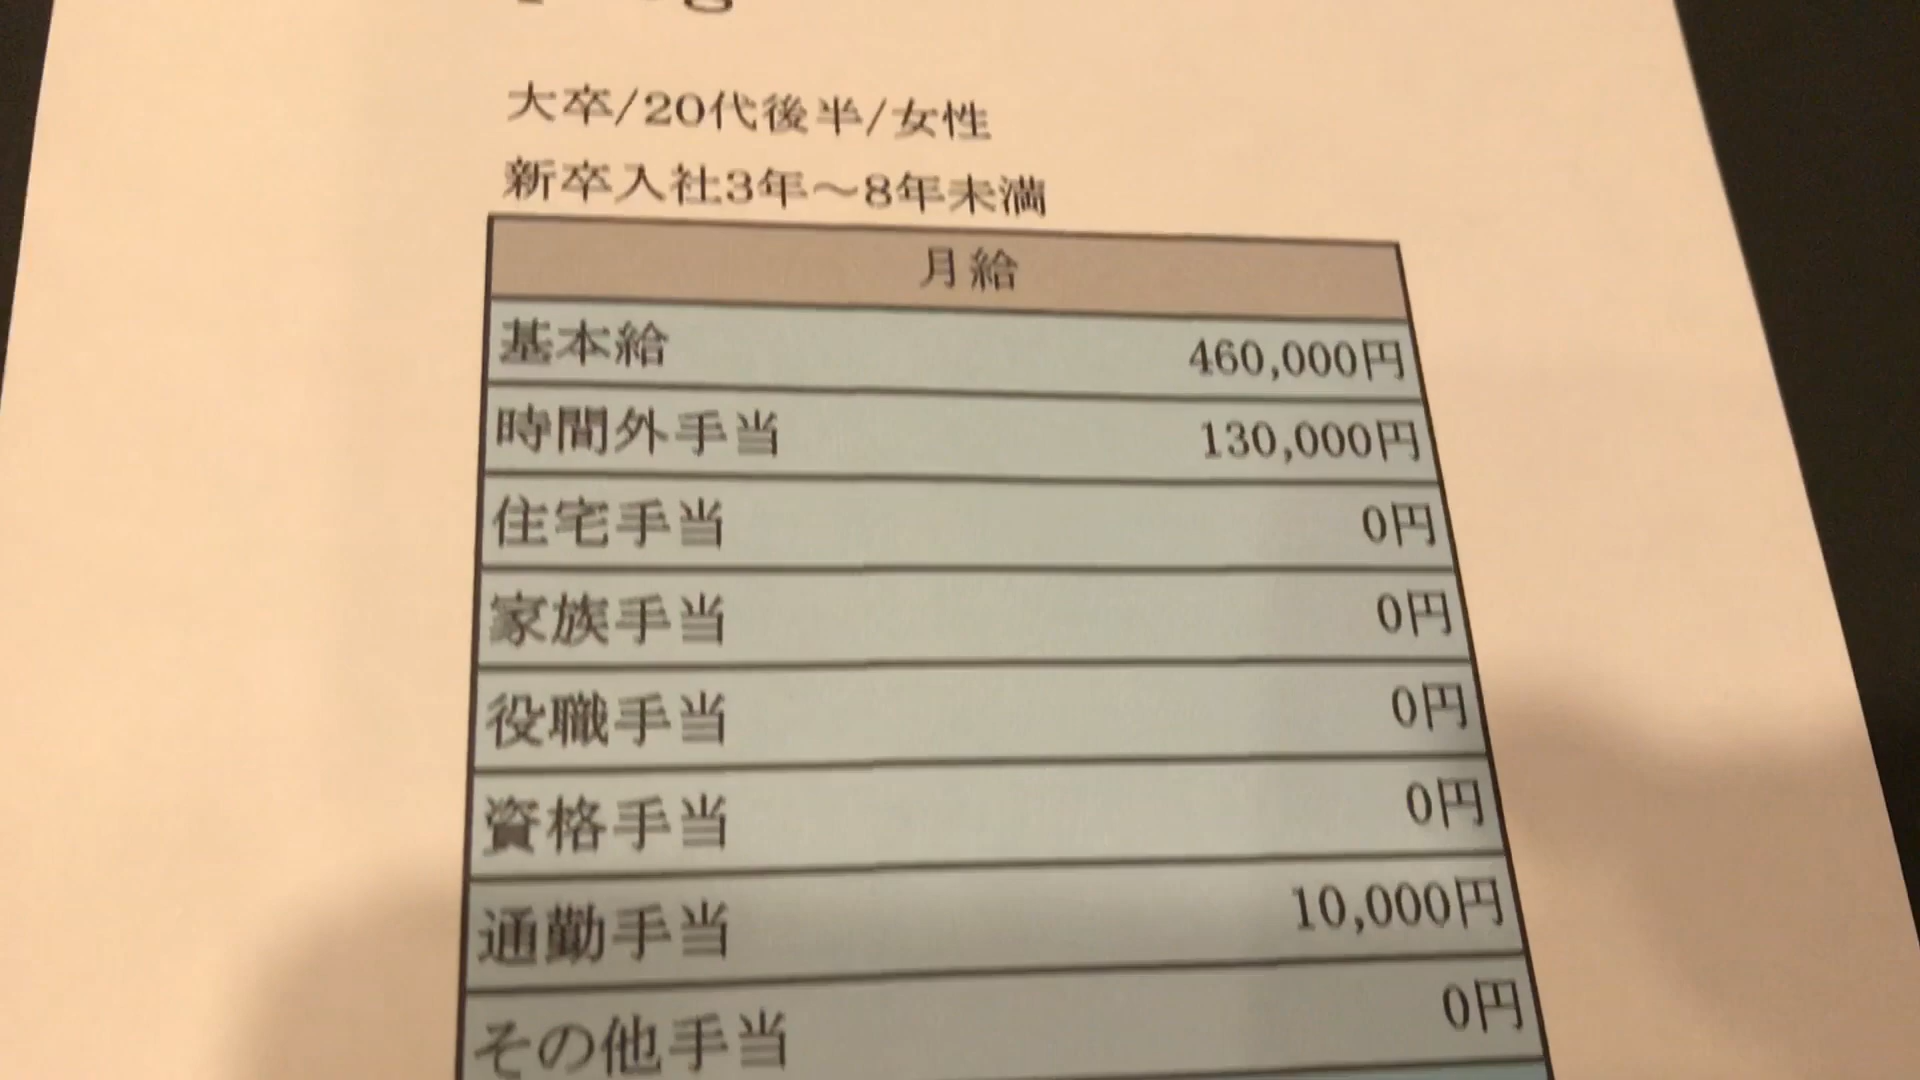 大卒/20代後半/女性
新卒入社3年〜8年未満
月給
基本給 460,000円
時間外手当 130,000円
住宅手当 0円
家族手当 0円
役職手当 0円
資格手当 0円
通勤手当 10,000円
その他手当 0円